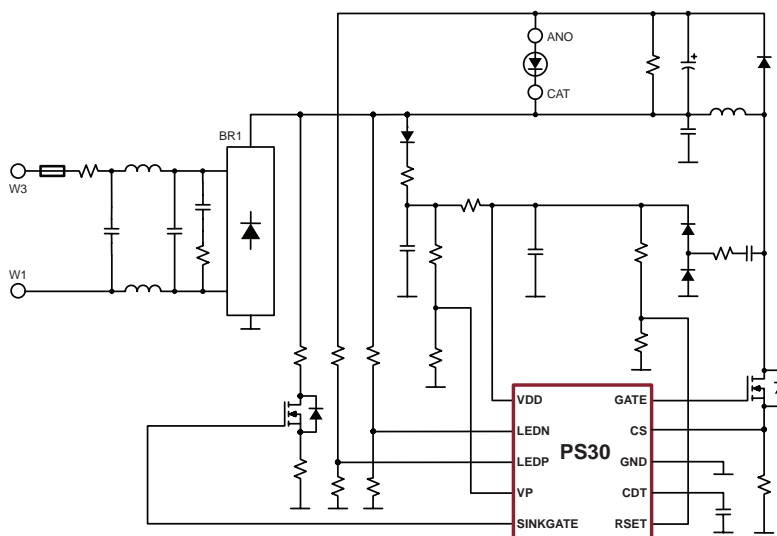 ANO
CAT
BR1
W3
W1
VDD
GATE
LEDN
CS
PS30
LEDP
GND
VP
CDT
SINKGATE
RSET